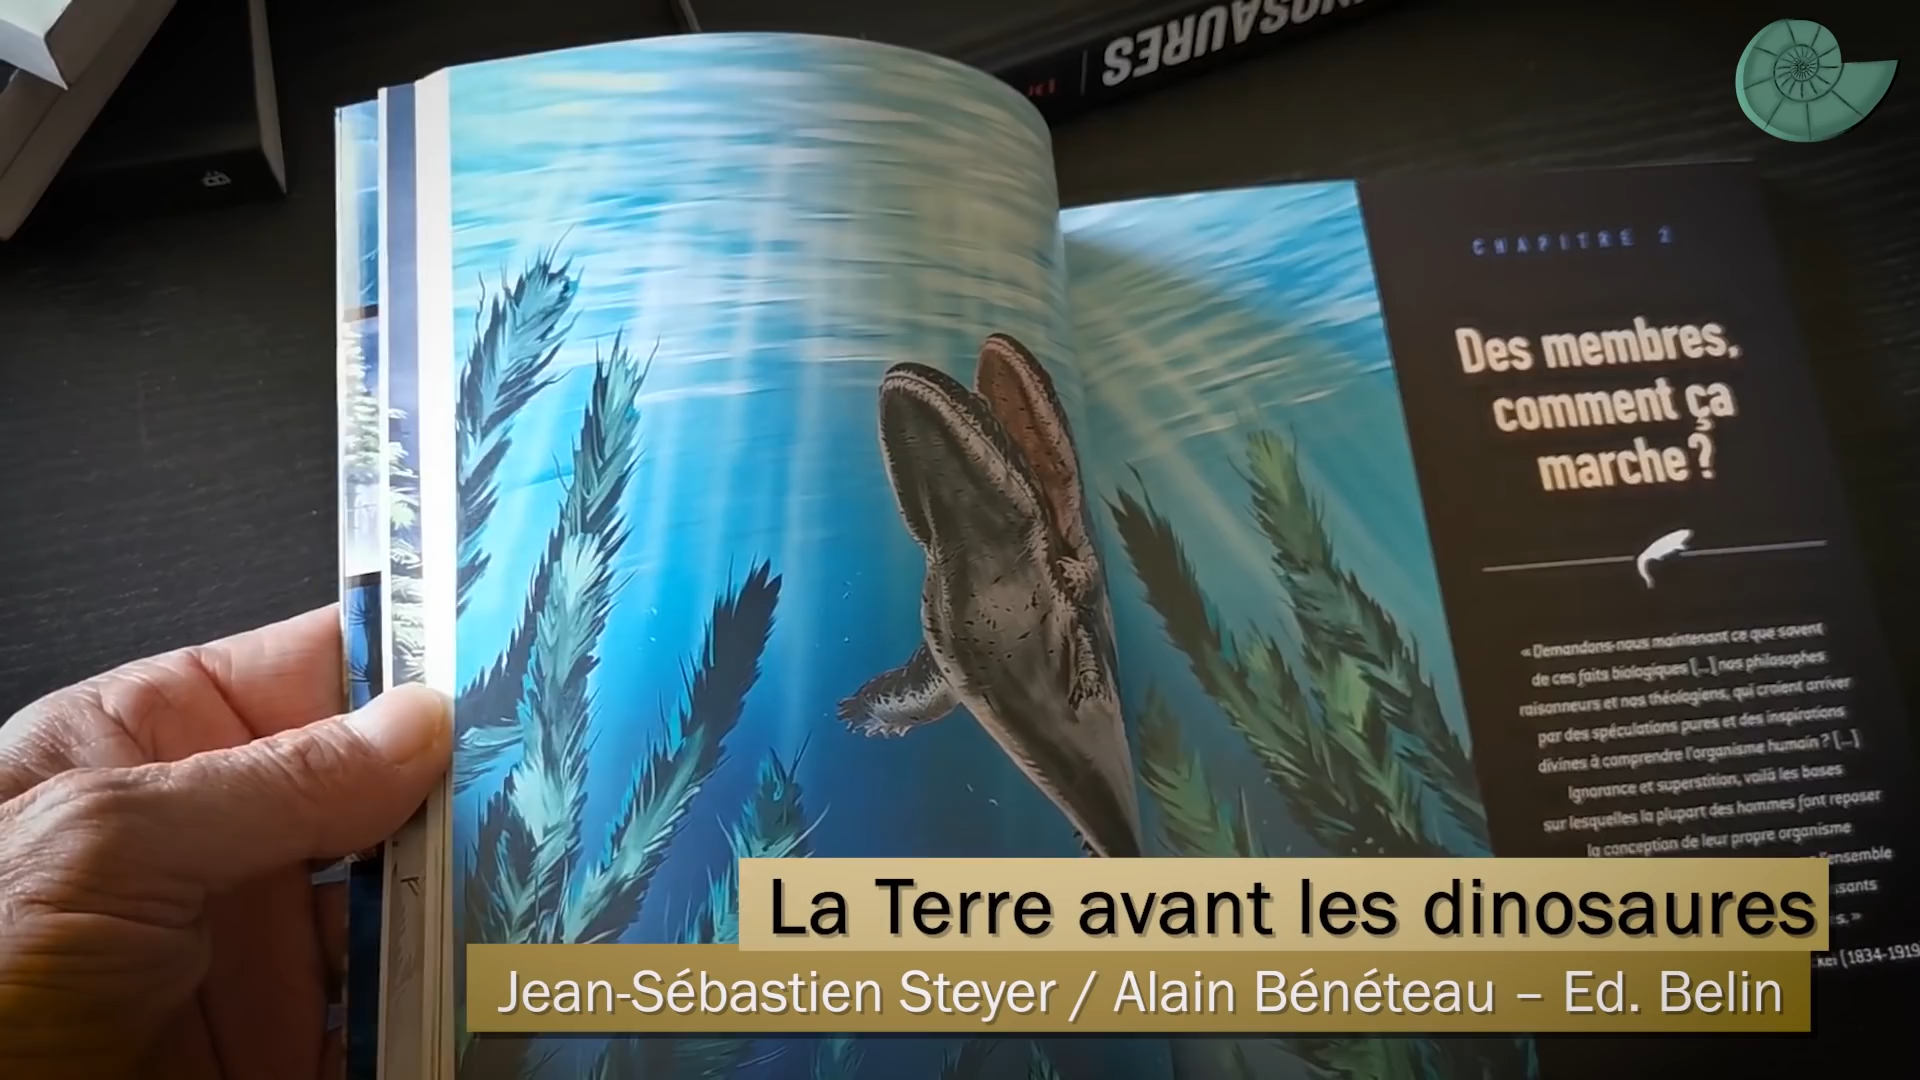 DINOSAURES
CHAPITRE 2
Des membres,
comment ça
marche ?
« Demandons-nous maintenant ce que savent
de ces faits biologiques [...] nos philosophes
raisonneurs et nos théologiens, qui croient arriver
par des spéculations pures et des inspirations
divines à comprendre l'organisme humain ? [...]
Ignorance et superstition, voilà les bases
sur lesquelles la plupart des hommes font reposer
la conception de leur propre organisme
l'ensemble
La Terre avant les dinosaures
Jean-Sébastien Steyer / Alain Bénéteau – Ed. Belin
(1834-1919